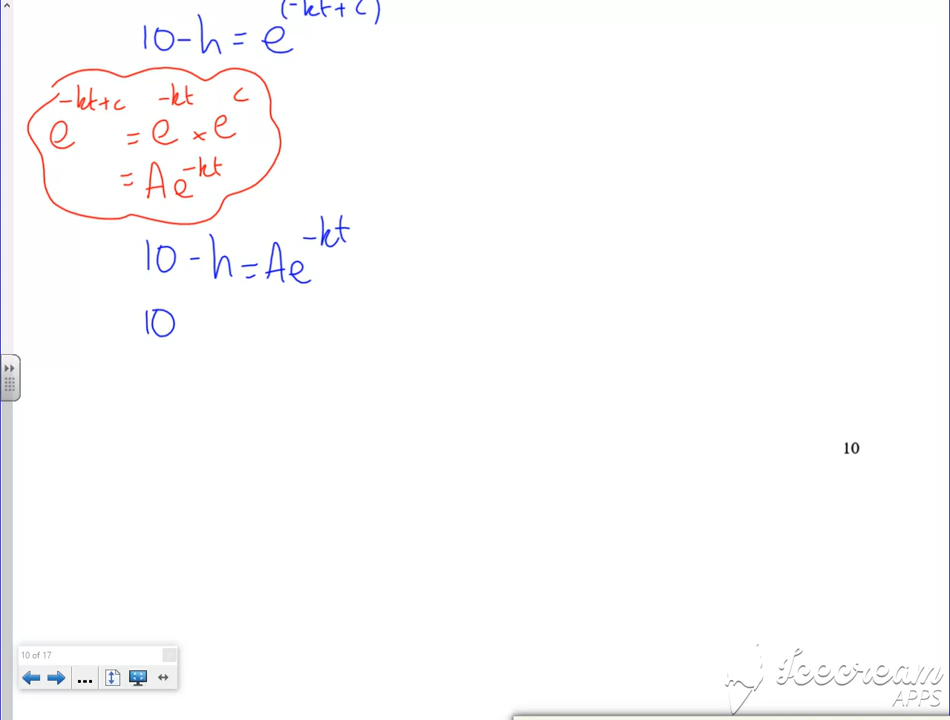 10-h = e^(-kt+c)
e^-kt+c = e^-kt × e^c
= Ae^-kt
10-h = Ae^-kt
10
10
10 of 17
...
Icecream
APPS